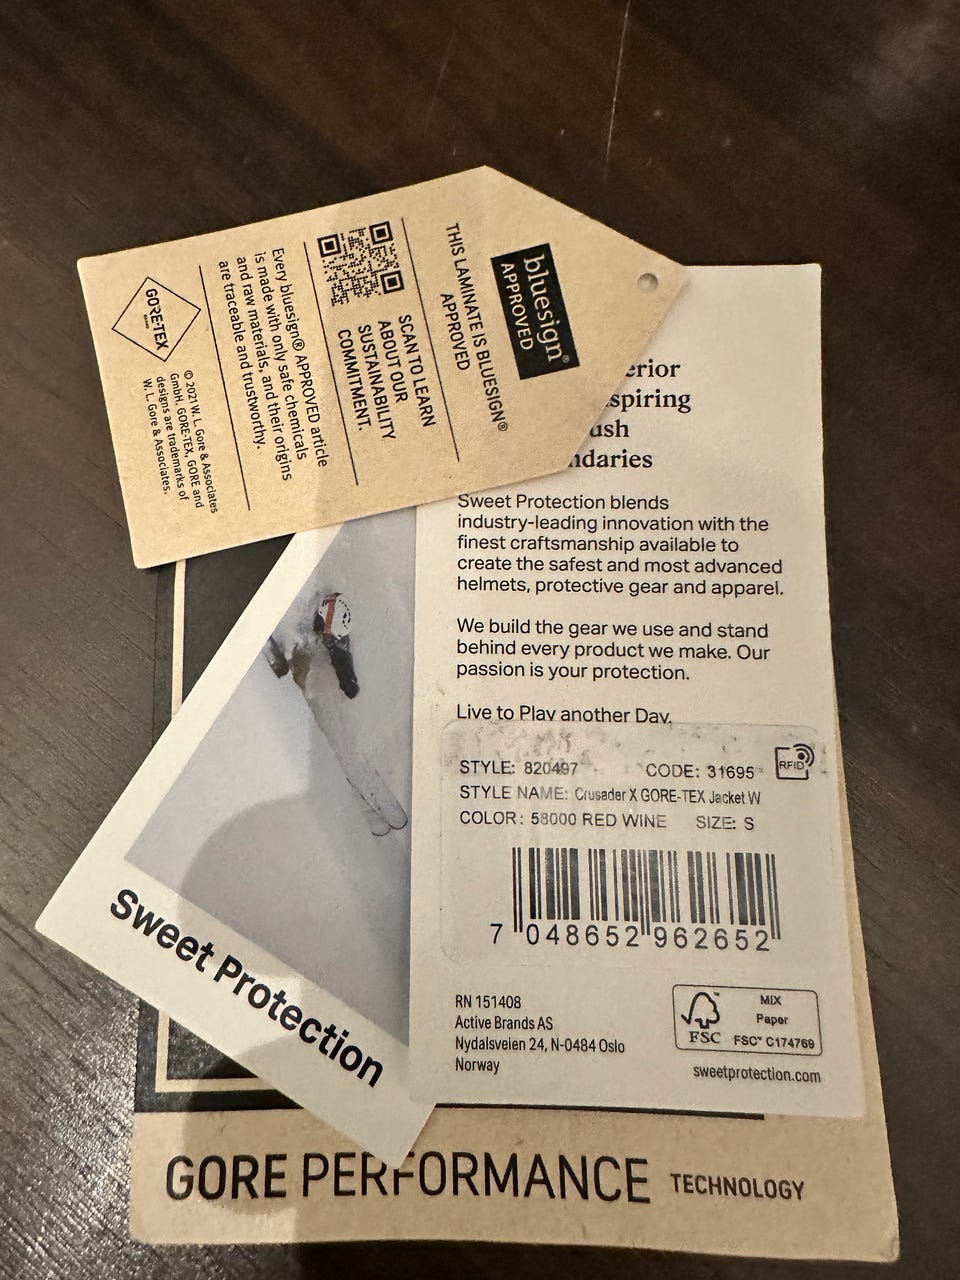 bluesign®
APPROVED
THIS LAMINATE IS BLUESIGN®
APPROVED
SCAN TO LEARN
ABOUT OUR
SUSTAINABILITY
COMMITMENT.
Every bluesign® APPROVED article
is made with only safe chemicals
and raw materials, and their origins
are traceable and trustworthy.
GORE-TEX
BRAND
© 2021 W. L. Gore & Associates
GmbH. GORE-TEX, GORE and
designs are trademarks of
W. L. Gore & Associates.
erior
spiring
ush
ndaries
Sweet Protection blends
industry-leading innovation with the
finest craftsmanship available to
create the safest and most advanced
helmets, protective gear and apparel.
We build the gear we use and stand
behind every product we make. Our
passion is your protection.
Live to Play another Day.
STYLE: 820497 CODE: 31695 RFID
STYLE NAME: Crusader X GORE-TEX Jacket W
COLOR: 58000 RED WINE SIZE: S
7 048652 962652
RN 151408
Active Brands AS
Nydalsveien 24, N-0484 Oslo
Norway
FSC™
MIX
Paper
FSC™ C174769
sweetprotection.com
Sweet Protection
GORE PERFORMANCE TECHNOLOGY